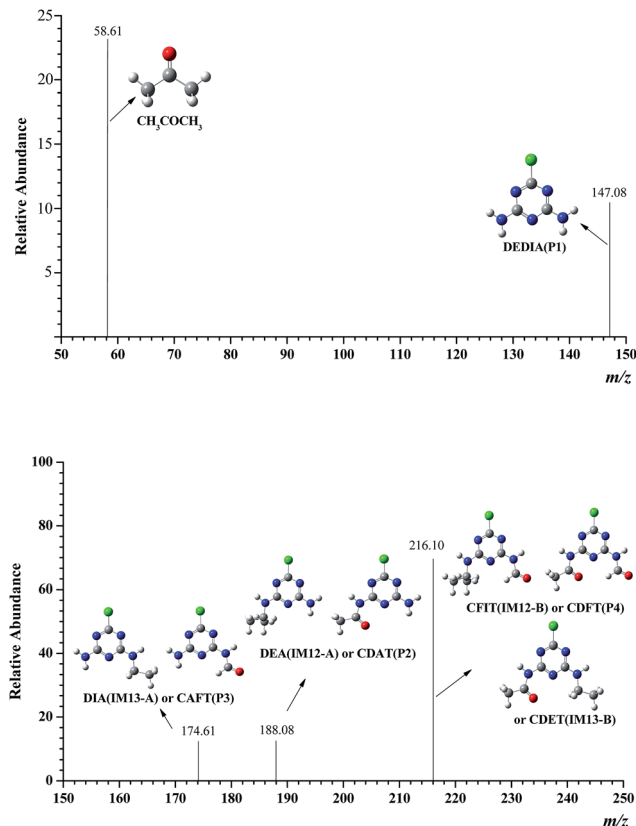 25
20
15
10
5
Relative Abundance
58.61
CH3COCH3
147.08
DEDIA(P1)
50 60 70 80 90 100 110 120 130 140 150
m/z
100
80
60
40
20
0
Relative Abundance
216.10
CFIT(IM12-B) or CDFT(P4)
DEA(IM12-A) or CDAT(P2)
DIA(IM13-A) or CAFT(P3)
or CDET(IM13-B)
174.61
188.08
150 160 170 180 190 200 210 220 230 240 250
m/z